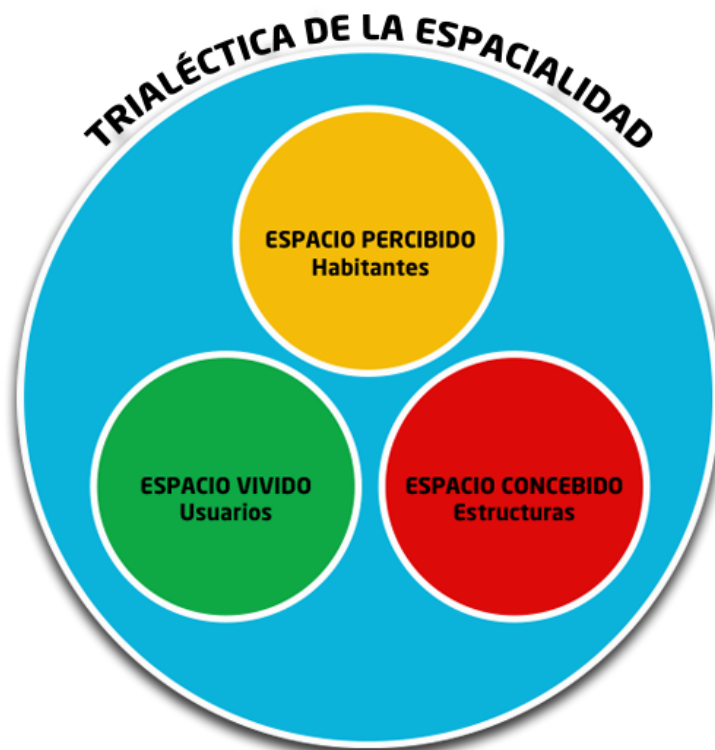 TRIALÉCTICA DE LA ESPACIALIDAD
ESPACIO PERCIBIDO
Habitantes
ESPACIO VIVIDO
Usuarios
ESPACIO CONCEBIDO
Estructuras